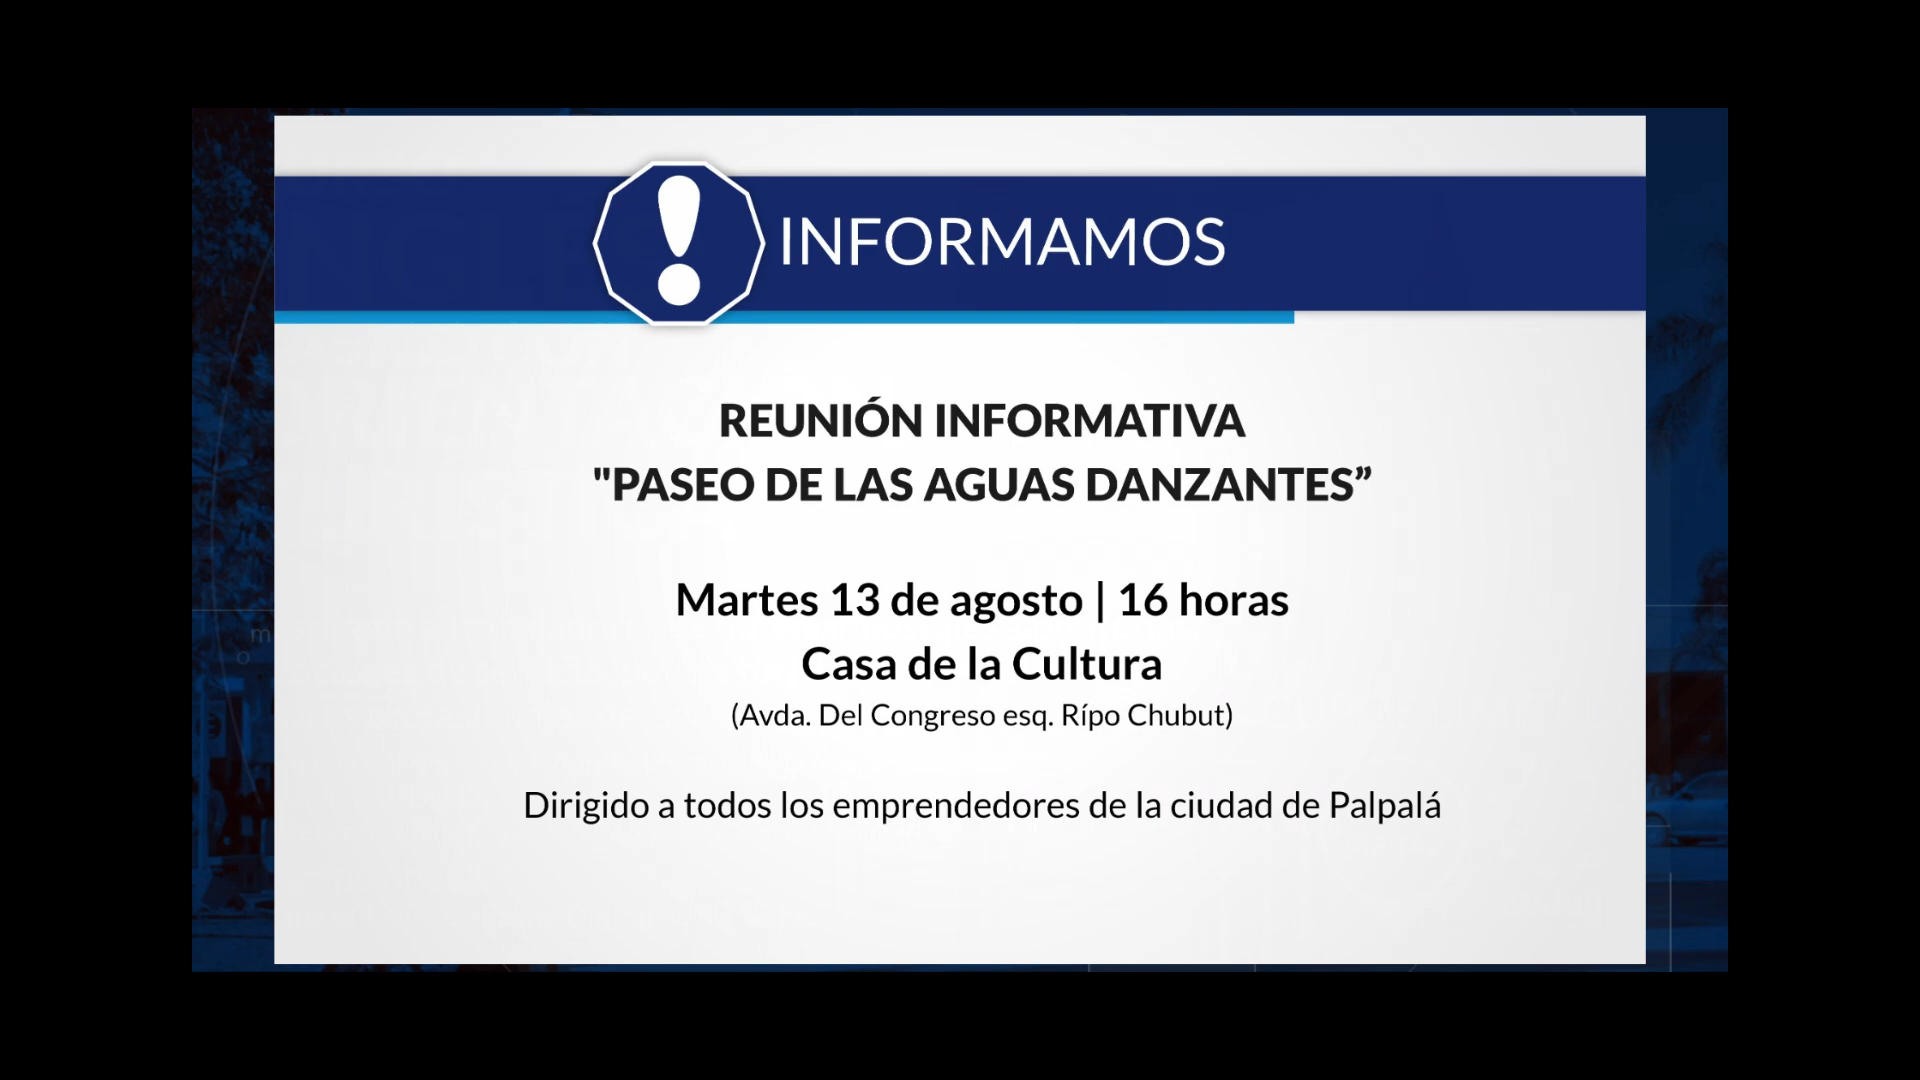 INFORMAMOS
REUNIÓN INFORMATIVA
"PASEO DE LAS AGUAS DANZANTES”
Martes 13 de agosto | 16 horas
Casa de la Cultura
(Avda. Del Congreso esq. Rípo Chubut)
Dirigido a todos los emprendedores de la ciudad de Palpalá